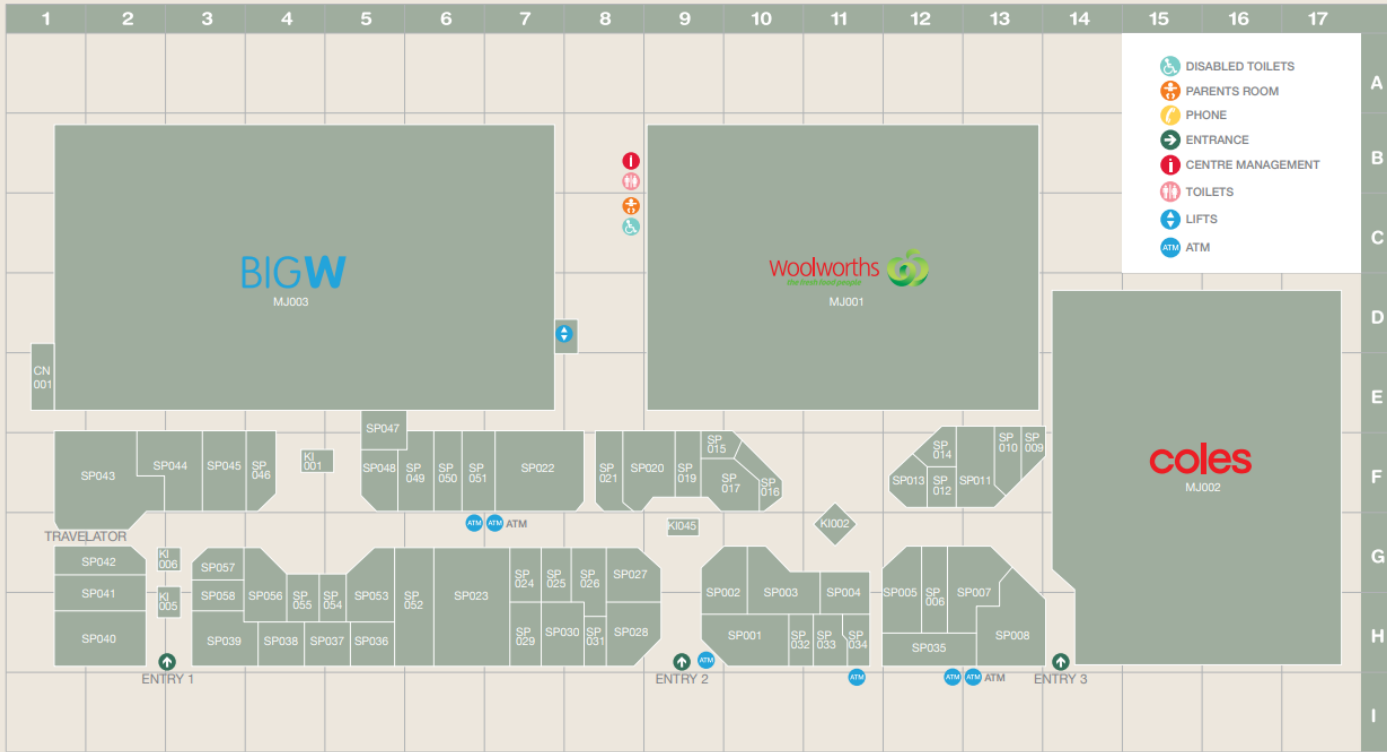 1 2 3 4 5 6 7 8 9 10 11 12 13 14 15 16 17
A
B
C
D
E
F
G
H
I
DISABLED TOILETS
PARENTS ROOM
PHONE
ENTRANCE
CENTRE MANAGEMENT
TOILETS
LIFTS
ATM ATM
BIGW
MJ003
Woolworths
the fresh food people
MJ001
coles
MJ002
CN
001
SP043
SP044
SP045
SP
046
KI
001
SP047
SP048
SP
049
SP
050
SP
051
SP022
SP
021
SP020
SP
019
SP
015
SP
017
SP
016
SP013
SP
014
SP
012
SP011
SP
010
SP
009
TRAVELATOR
ATM ATM ATM
KI045
KI002
SP042
SP041
SP040
KI
006
KI
005
SP057
SP058
SP039
SP056
SP
055
SP
054
SP053
SP038
SP037
SP036
SP
052
SP023
SP
024
SP
025
SP
026
SP027
SP
029
SP030
SP
031
SP028
SP002
SP003
SP004
SP001
SP
032
SP
033
SP
034
SP005
SP
006
SP007
SP035
SP008
ATM
ENTRY 1
ENTRY 2
ATM
ATM ATM ATM
ENTRY 3